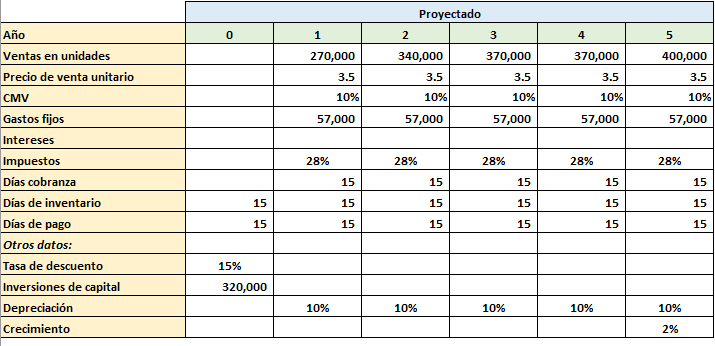 Proyectado
Año 0 1 2 3 4 5
Ventas en unidades 270,000 340,000 370,000 370,000 400,000
Precio de venta unitario 3.5 3.5 3.5 3.5 3.5
CMV 10% 10% 10% 10% 10%
Gastos fijos 57,000 57,000 57,000 57,000 57,000
Intereses
Impuestos 28% 28% 28% 28% 28%
Días cobranza 15 15 15 15 15
Días de inventario 15 15 15 15 15 15
Días de pago 15 15 15 15 15 15
Otros datos:
Tasa de descuento 15%
Inversiones de capital 320,000
Depreciación 10% 10% 10% 10% 10%
Crecimiento 2%